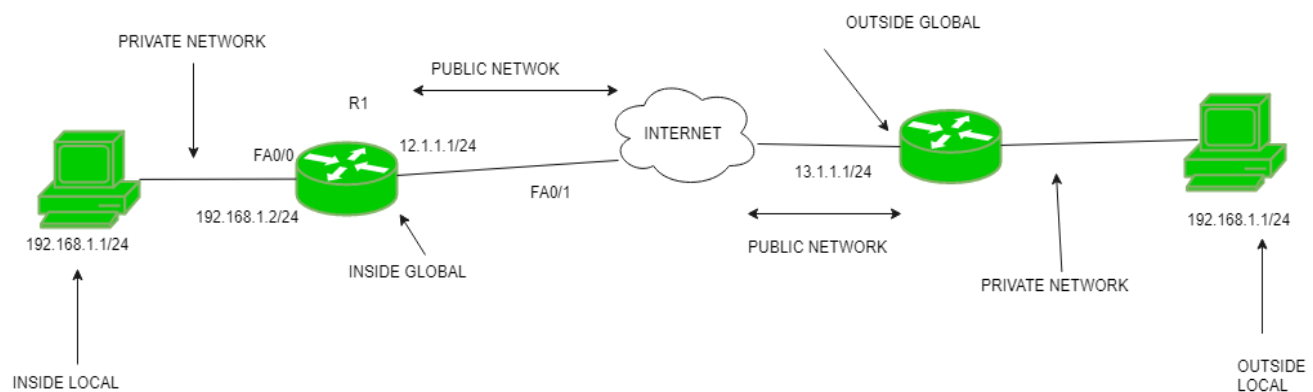 OUTSIDE GLOBAL
PRIVATE NETWORK
PUBLIC NETWOK
R1
INTERNET
12.1.1.1/24
FA0/0
13.1.1.1/24
FA0/1
192.168.1.2/24
192.168.1.1/24
192.168.1.1/24
PUBLIC NETWORK
INSIDE GLOBAL
PRIVATE NETWORK
INSIDE LOCAL
OUTSIDE
LOCAL